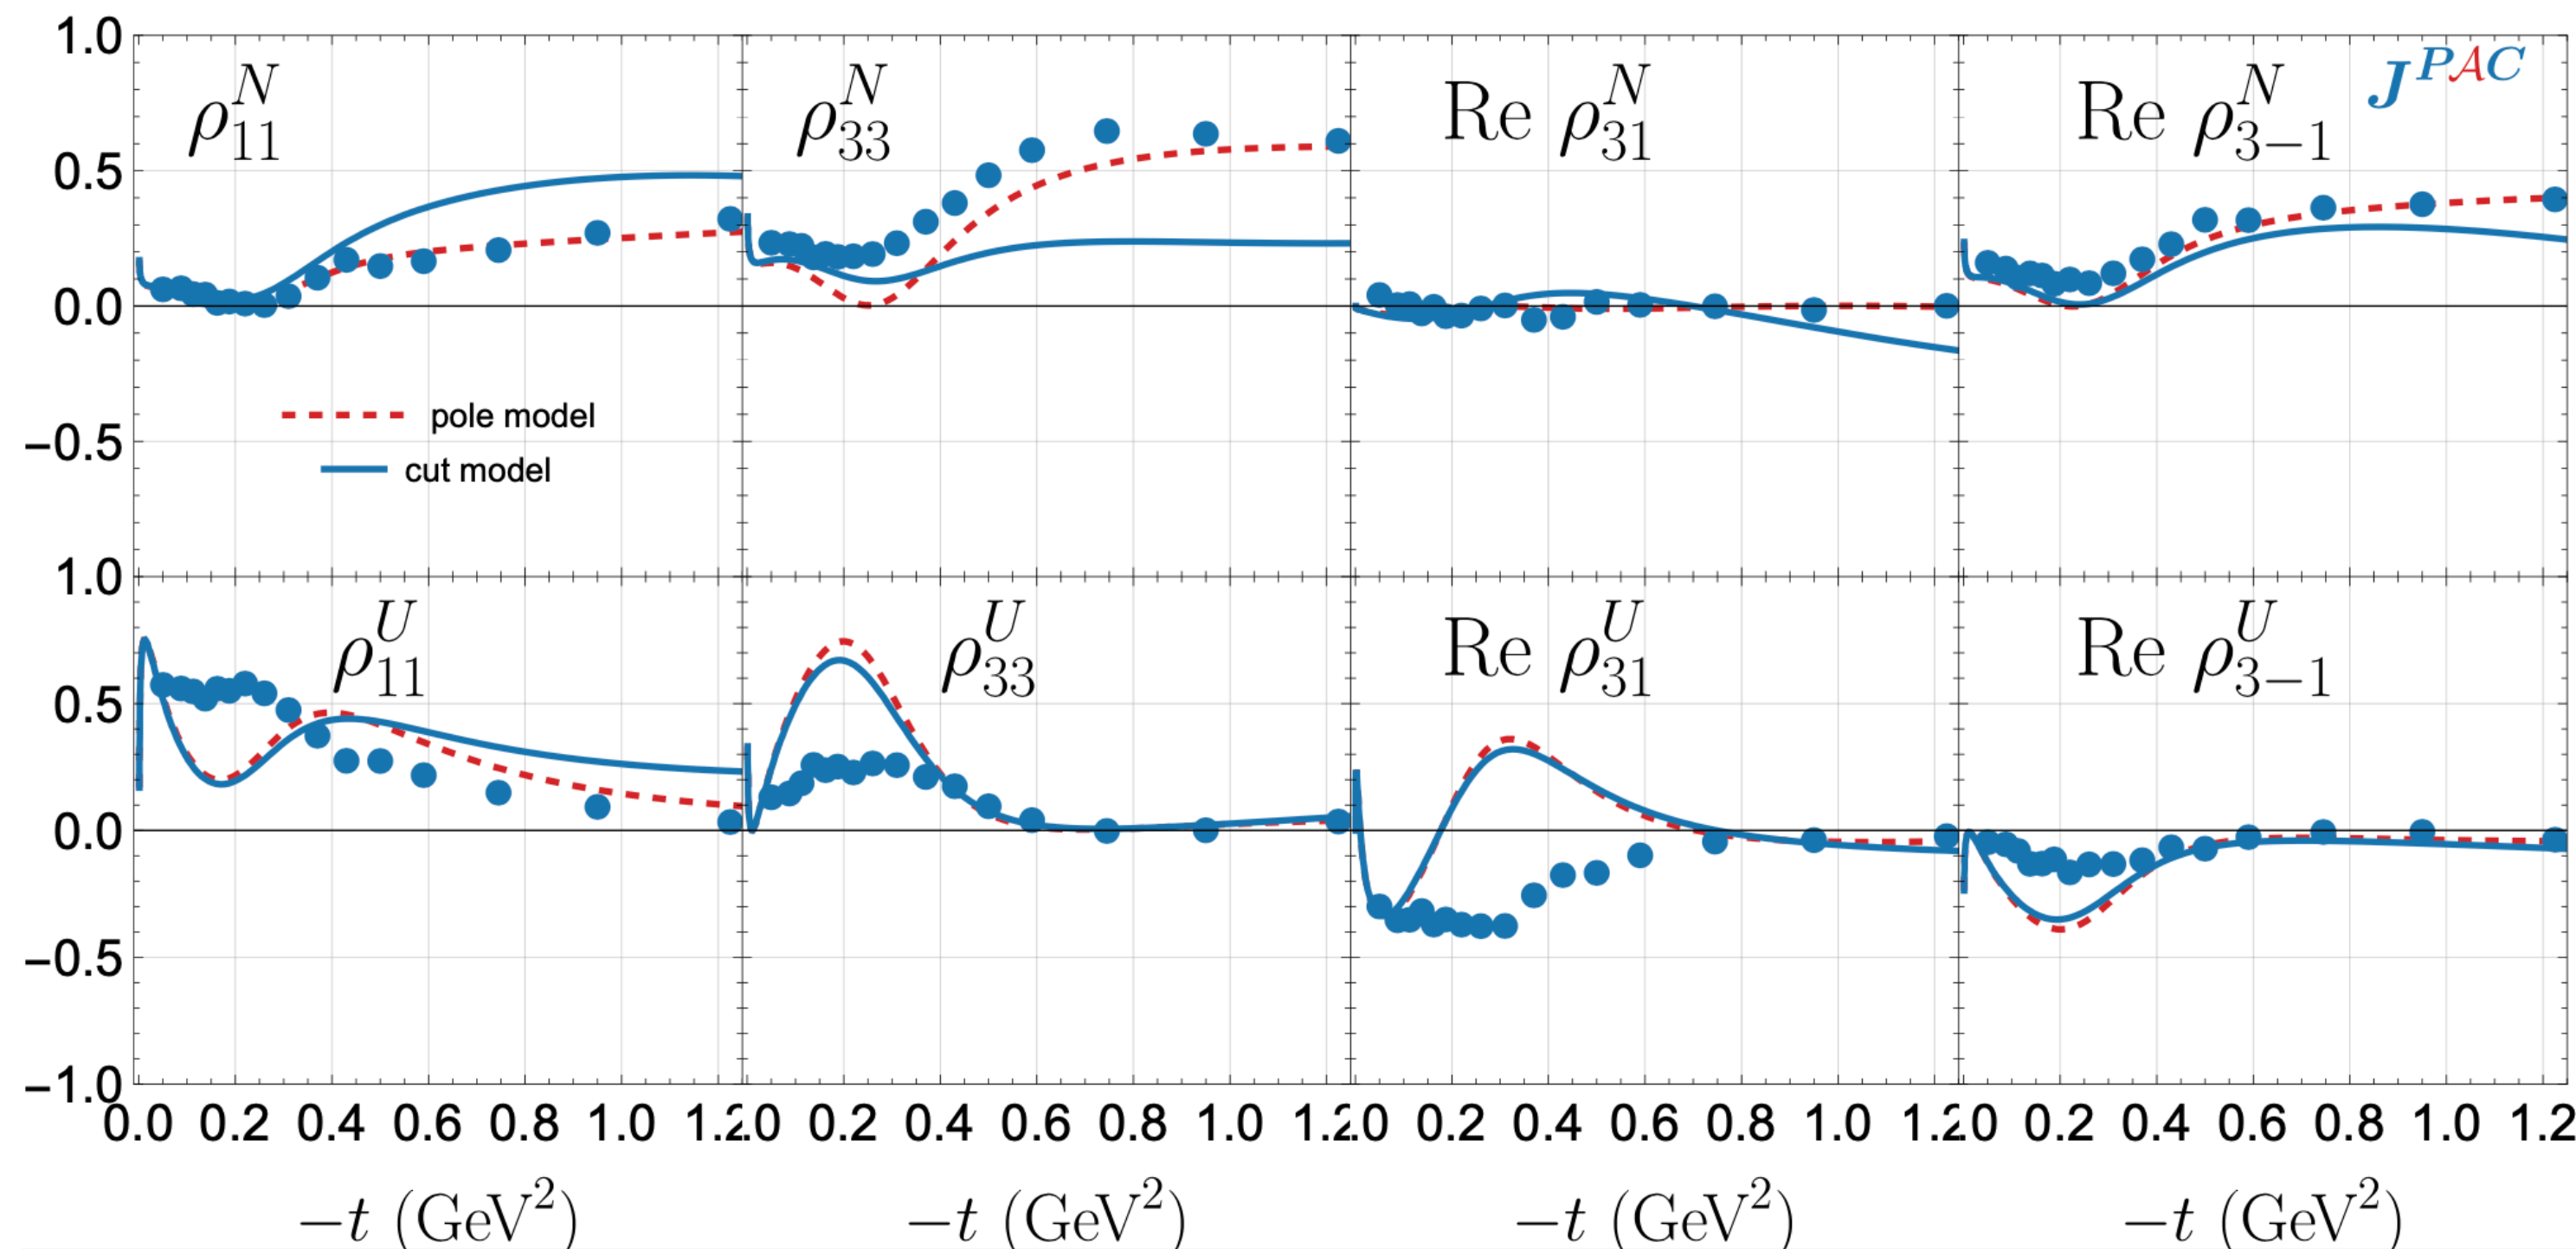 1.0
0.5
0.0
−0.5
ρ^N_11
ρ^N_33
Re ρ^N_31
Re ρ^N_3−1
J^PAC
pole model
cut model
1.0
0.5
0.0
−0.5
−1.0
ρ^U_11
ρ^U_33
Re ρ^U_31
Re ρ^U_3−1
0.0 0.2 0.4 0.6 0.8 1.0 1.2.0 0.2 0.4 0.6 0.8 1.0 1.2.0 0.2 0.4 0.6 0.8 1.0 1.2.0 0.2 0.4 0.6 0.8 1.0 1.2
−t (GeV²) −t (GeV²) −t (GeV²) −t (GeV²)